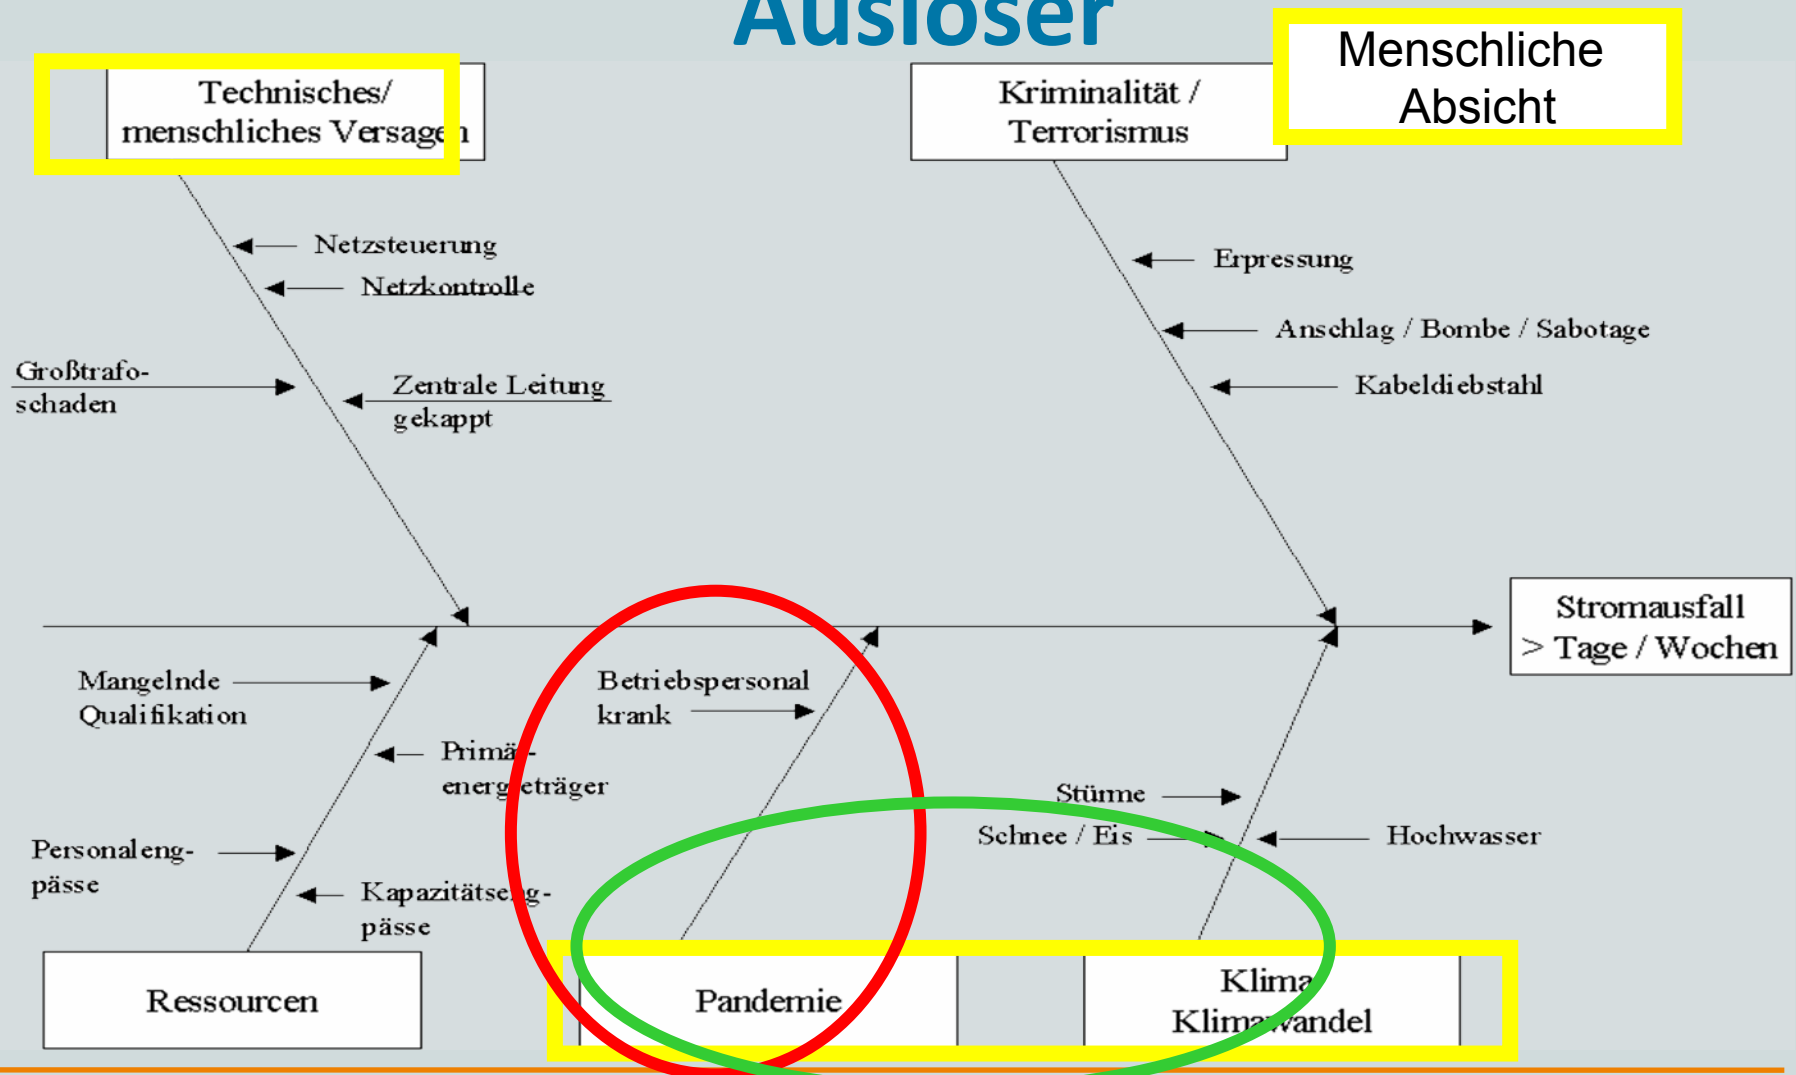 Auslöser
Menschliche
Absicht
Technisches/
menschliches Versagen
Kriminalität /
Terrorismus
Netzsteuerung
Netzkontrolle
Großtrafo-
schaden
Zentrale Leitung
gekappt
Erpressung
Anschlag / Bombe / Sabotage
Kabeldiebstahl
Stromausfall
> Tage / Wochen
Mangelnde
Qualifikation
Primär-
energieträger
Personaleng-
pässe
Kapazitätseng-
pässe
Betriebspersonal
krank
Stürme
Schnee / Eis
Hochwasser
Ressourcen
Pandemie
Klima
Klimawandel